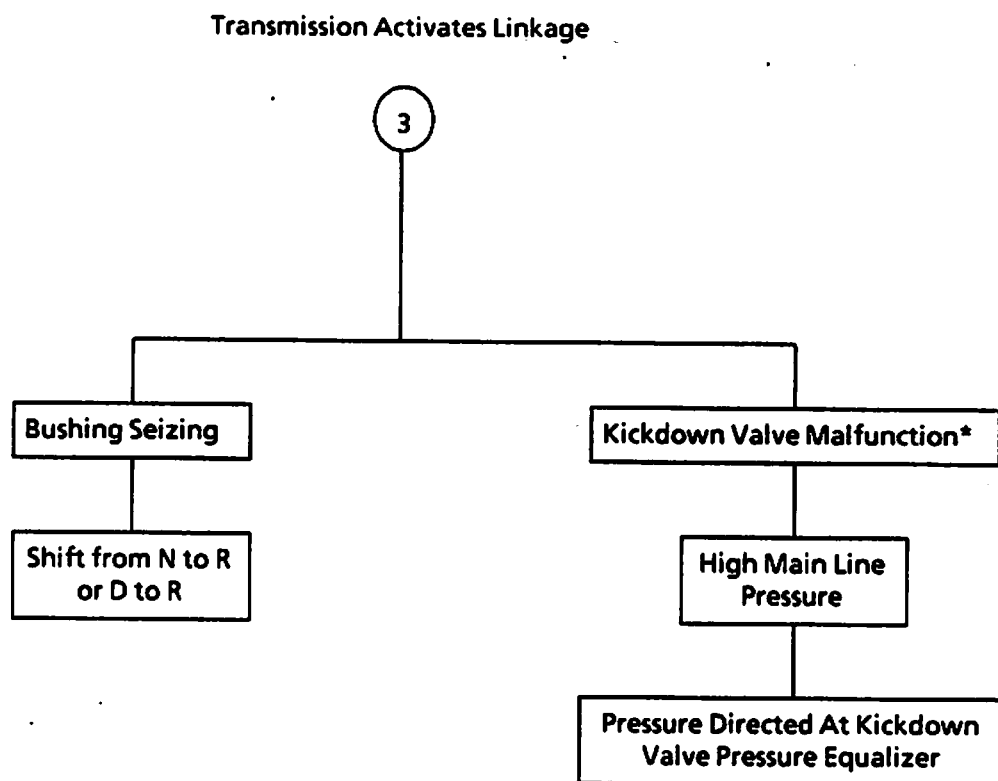 Transmission Activates Linkage
3
Bushing Seizing
Kickdown Valve Malfunction*
Shift from N to R
or D to R
High Main Line
Pressure
Pressure Directed At Kickdown
Valve Pressure Equalizer